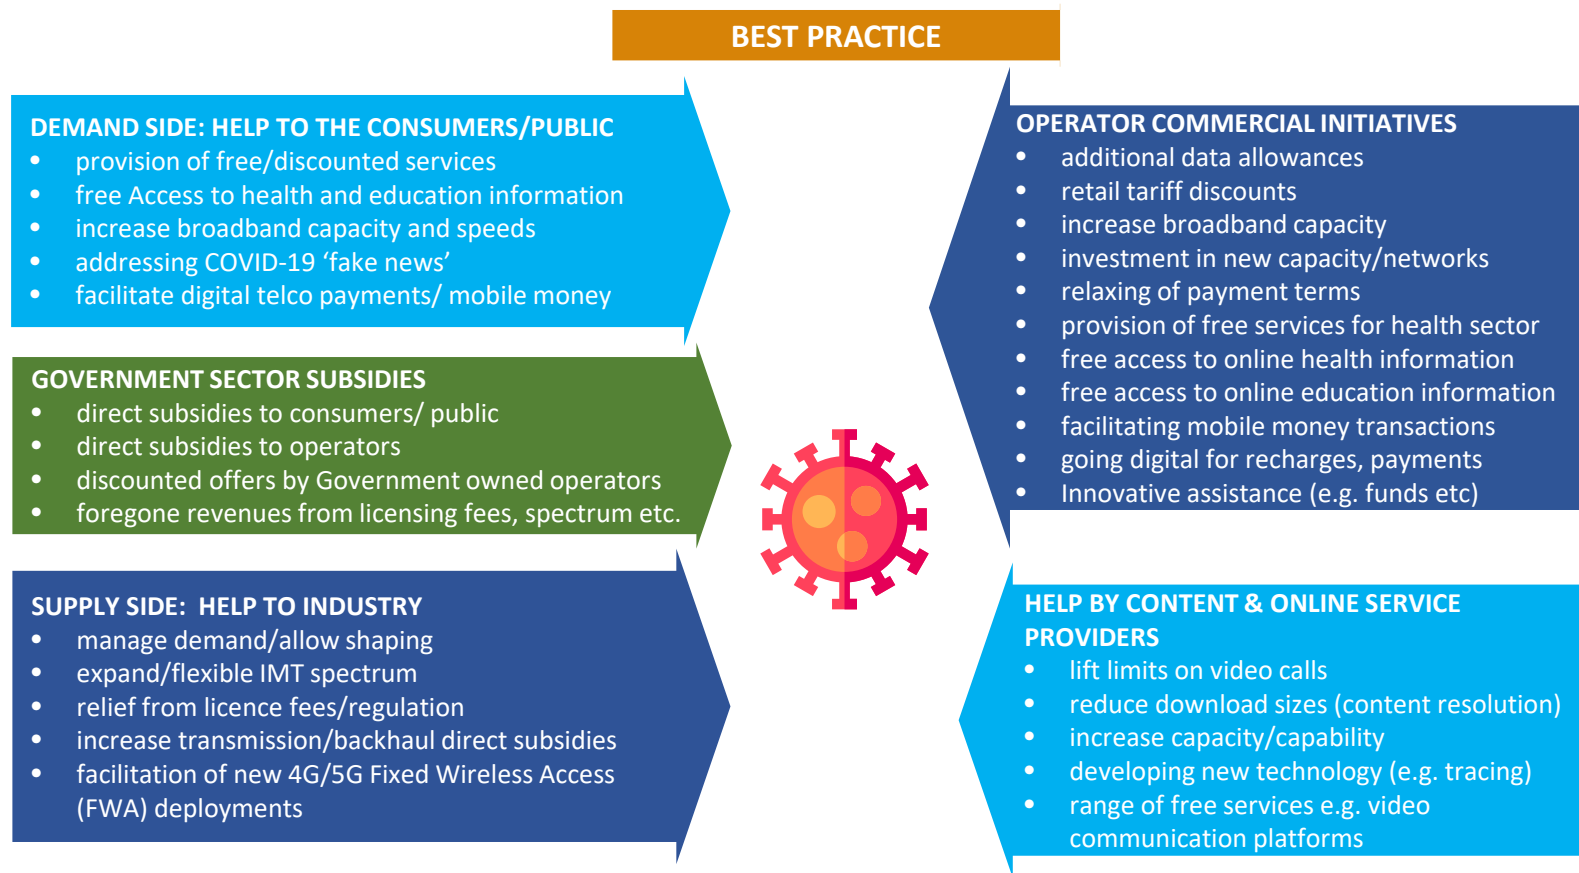 BEST PRACTICE
DEMAND SIDE: HELP TO THE CONSUMERS/PUBLIC
• provision of free/discounted services
• free Access to health and education information
• increase broadband capacity and speeds
• addressing COVID-19 ‘fake news’
• facilitate digital telco payments/ mobile money
GOVERNMENT SECTOR SUBSIDIES
• direct subsidies to consumers/ public
• direct subsidies to operators
• discounted offers by Government owned operators
• foregone revenues from licensing fees, spectrum etc.
SUPPLY SIDE:  HELP TO INDUSTRY
• manage demand/allow shaping
• expand/flexible IMT spectrum
• relief from licence fees/regulation
• increase transmission/backhaul direct subsidies
• facilitation of new 4G/5G Fixed Wireless Access
(FWA) deployments
OPERATOR COMMERCIAL INITIATIVES
• additional data allowances
• retail tariff discounts
• increase broadband capacity
• investment in new capacity/networks
• relaxing of payment terms
• provision of free services for health sector
• free access to online health information
• free access to online education information
• facilitating mobile money transactions
• going digital for recharges, payments
• Innovative assistance (e.g. funds etc)
HELP BY CONTENT & ONLINE SERVICE
PROVIDERS
• lift limits on video calls
• reduce download sizes (content resolution)
• increase capacity/capability
• developing new technology (e.g. tracing)
• range of free services e.g. video
communication platforms